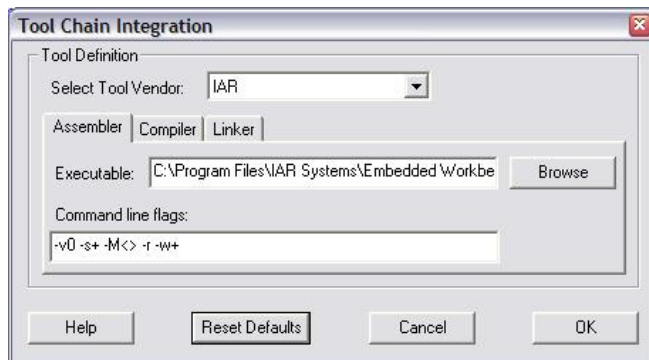 Tool Chain Integration
Tool Definition
Select Tool Vendor: IAR
Assembler Compiler Linker
Executable: C:\Program Files\IAR Systems\Embedded Workbe Browse
Command line flags:
-v0 -s+ -M<> -r -w+
Help Reset Defaults Cancel OK